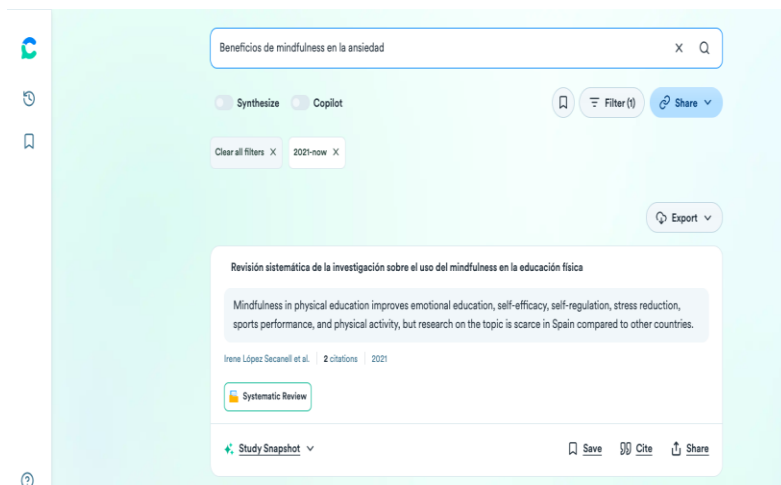 Beneficios de mindfulness en la ansiedad X
Synthesize Copilot Filter (1) Share
Clear all filters X 2021-now X
Export
Revisión sistemática de la investigación sobre el uso del mindfulness en la educación física
Mindfulness in physical education improves emotional education, self-efficacy, self-regulation, stress reduction,
sports performance, and physical activity, but research on the topic is scarce in Spain compared to other countries.
Irene López Secanell et al. 2 citations 2021
Systematic Review
Study Snapshot Save Cite Share